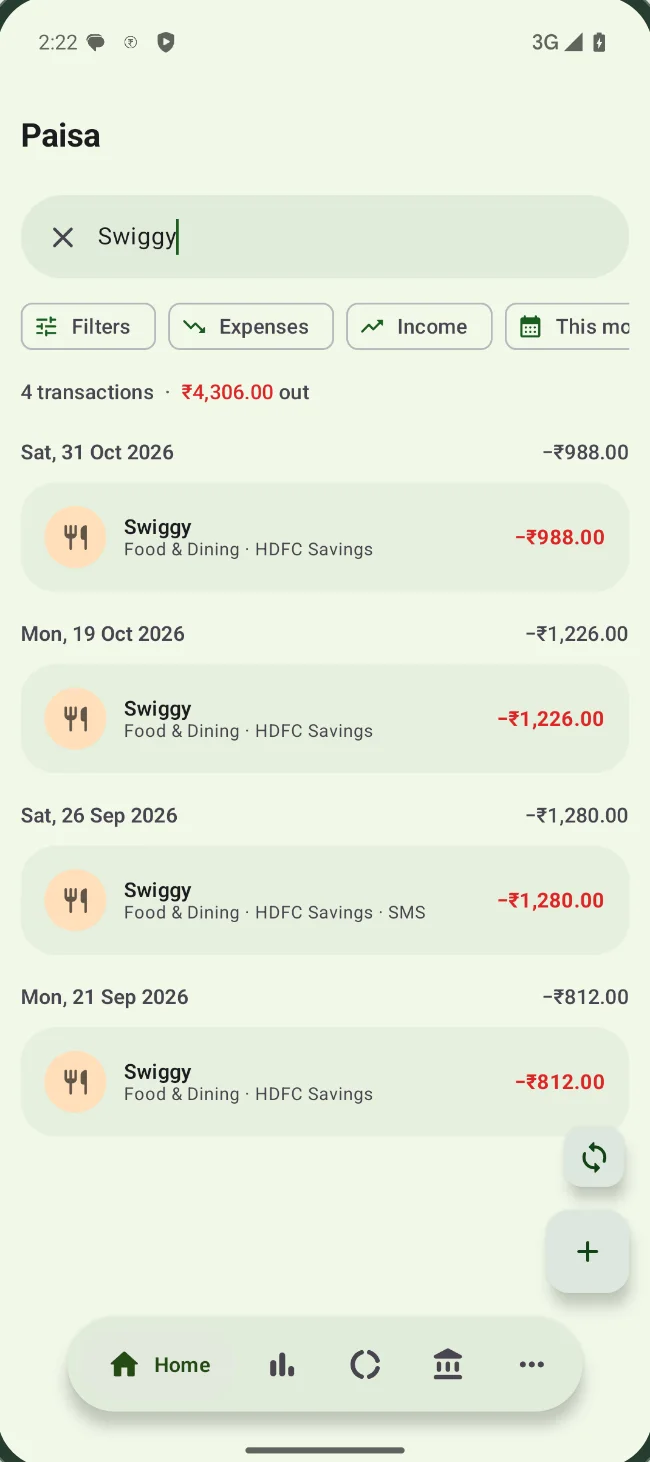 2:22
3G
Paisa
Swiggy
Filters
Expenses
Income
This mo
4 transactions · ₹4,306.00 out
Sat, 31 Oct 2026 −₹988.00
Swiggy
Food & Dining · HDFC Savings
−₹988.00
Mon, 19 Oct 2026 −₹1,226.00
Swiggy
Food & Dining · HDFC Savings
−₹1,226.00
Sat, 26 Sep 2026 −₹1,280.00
Swiggy
Food & Dining · HDFC Savings · SMS
−₹1,280.00
Mon, 21 Sep 2026 −₹812.00
Swiggy
Food & Dining · HDFC Savings
−₹812.00
Home